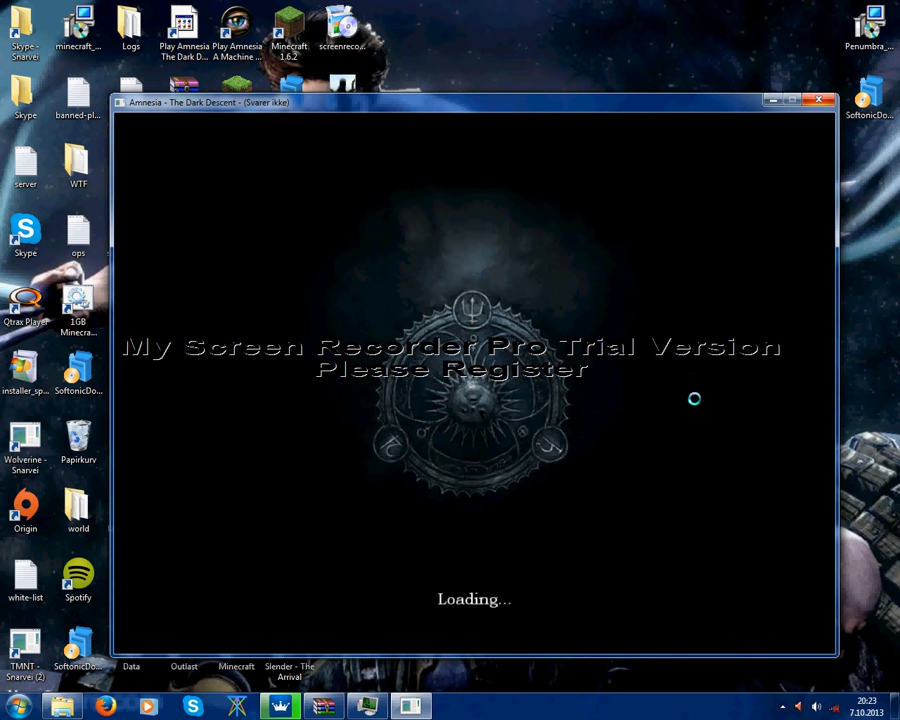 Skype - Snarvei
minecraft_...
Logs
Play Amnesia The Dark D...
Play Amnesia A Machine ...
Minecraft 1.6.2
screenreco...
Penumbra_...
Skype
banned-pl...
SoftonicDo...
Amnesia - The Dark Descent - (Svarer ikke)
server
WTF
Skype
ops
Qtrax Player
1GB Minecra...
My Screen Recorder Pro Trial Version
Please Register
installer_sp...
SoftonicDo...
Wolverine - Snarvei
Papirkurv
Origin
world
white-list
Spotify
Loading...
TMNT - Snarvei (2)
SoftonicDo...
Data
Outlast
Minecraft
Slender - The Arrival
20:23
7.10.2013